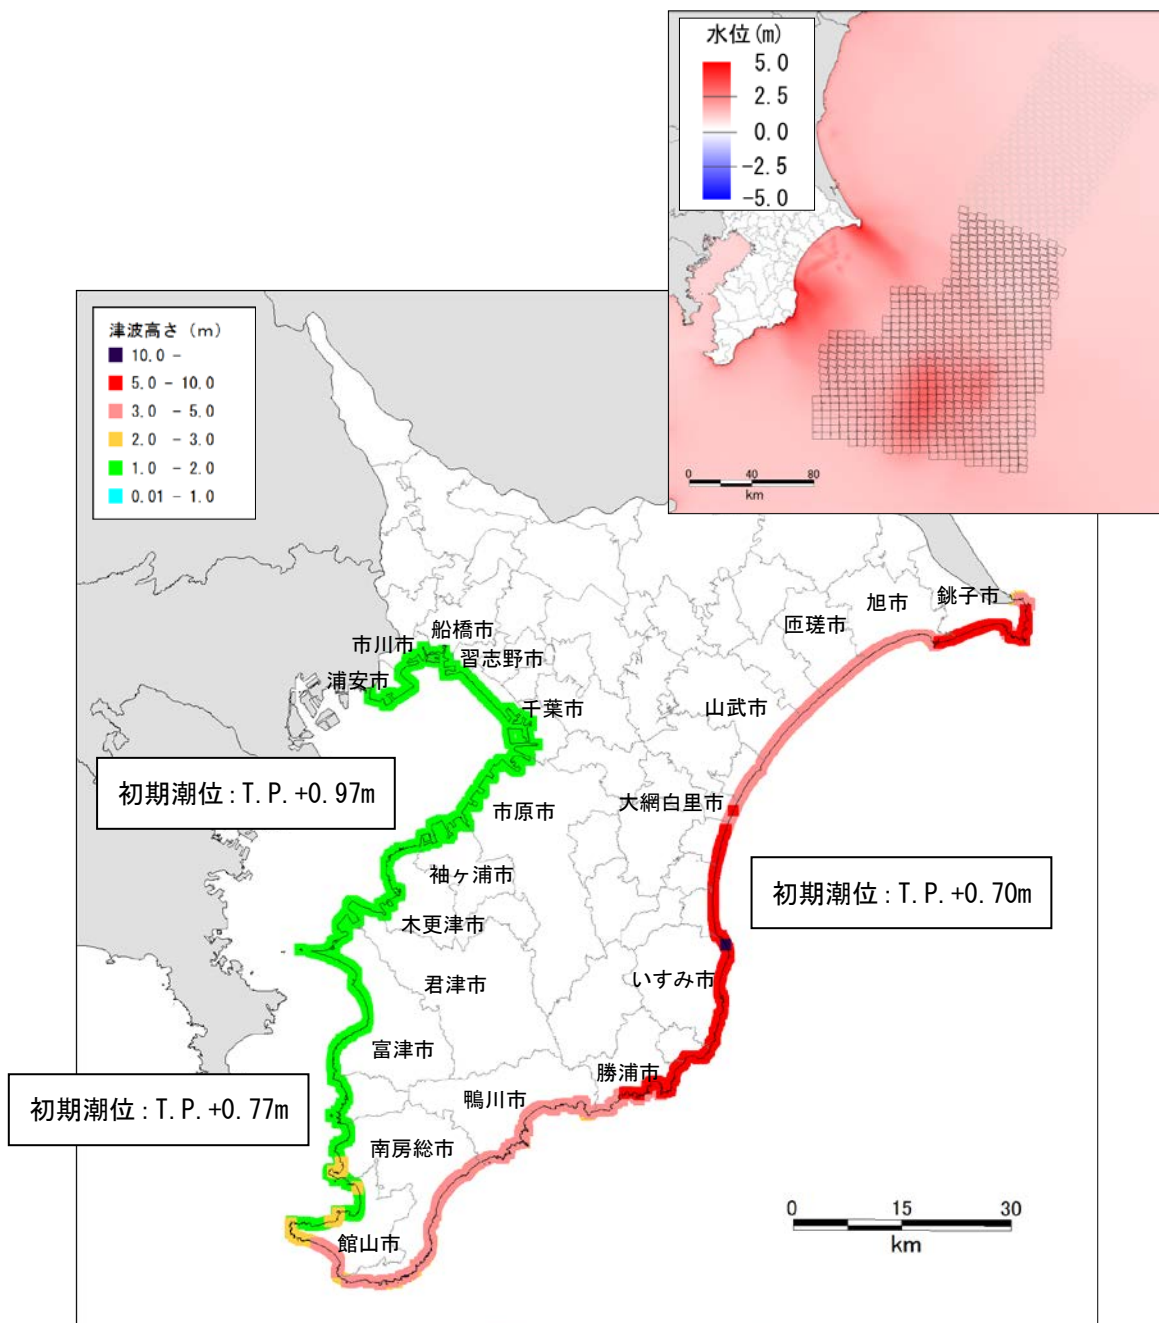 水位(m)
5.0
2.5
0.0
-2.5
-5.0
0 40 80
km
津波高さ（m）
10.0 -
5.0 - 10.0
3.0 - 5.0
2.0 - 3.0
1.0 - 2.0
0.01 - 1.0
銚子市
旭市
匝瑳市
船橋市
市川市
習志野市
浦安市
千葉市
山武市
初期潮位:T.P.+0.97m
大網白里市
市原市
袖ヶ浦市
初期潮位:T.P.+0.70m
木更津市
いすみ市
君津市
富津市
勝浦市
初期潮位:T.P.+0.77m
鴨川市
南房総市
館山市
0 15 30
km